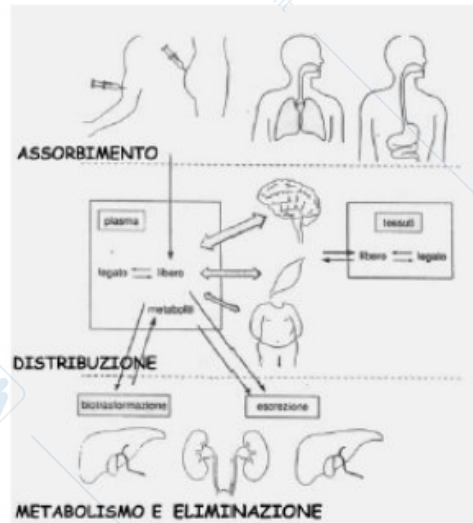 ASSORBIMENTO
plasma
tessuti
legato libero
libero legato
metaboliti
DISTRIBUZIONE
biotrasformazione
escrezione
METABOLISMO E ELIMINAZIONE